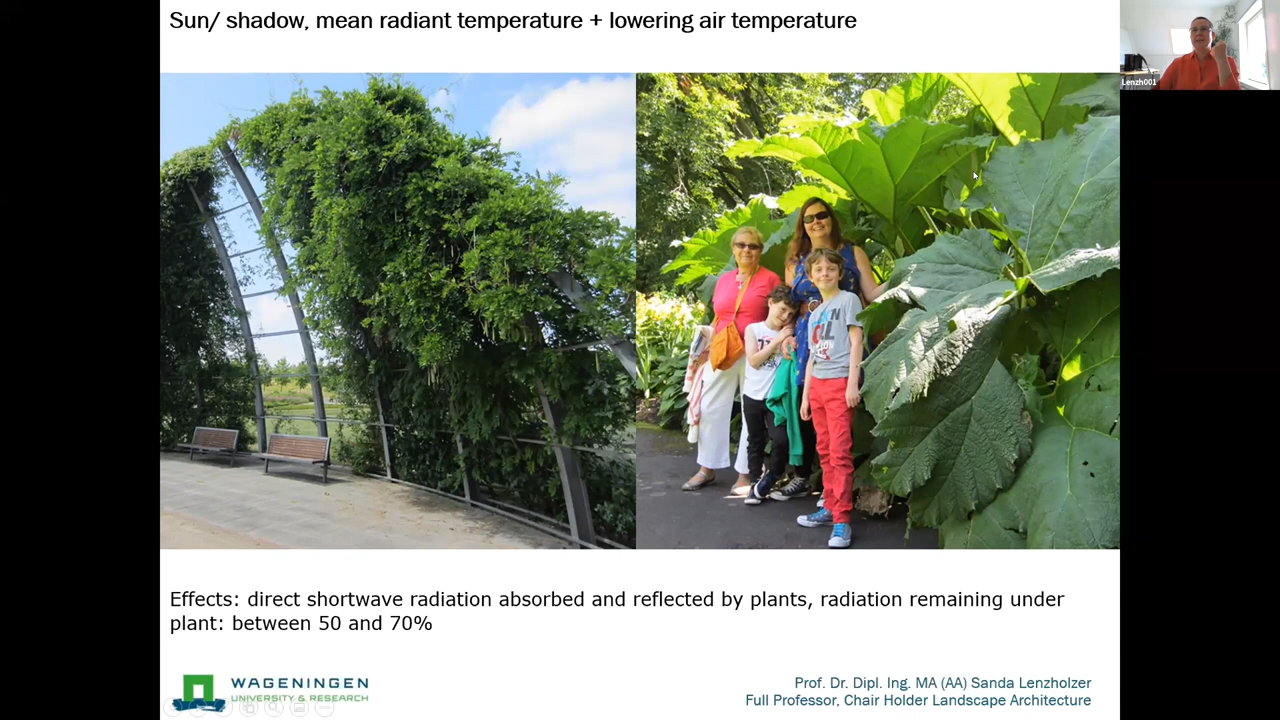 Sun/ shadow, mean radiant temperature + lowering air temperature
Lenzh001
Effects: direct shortwave radiation absorbed and reflected by plants, radiation remaining under
plant: between 50 and 70%
WAGENINGEN
UNIVERSITY & RESEARCH
Prof. Dr. Dipl. Ing. MA (AA) Sanda Lenzholzer
Full Professor, Chair Holder Landscape Architecture